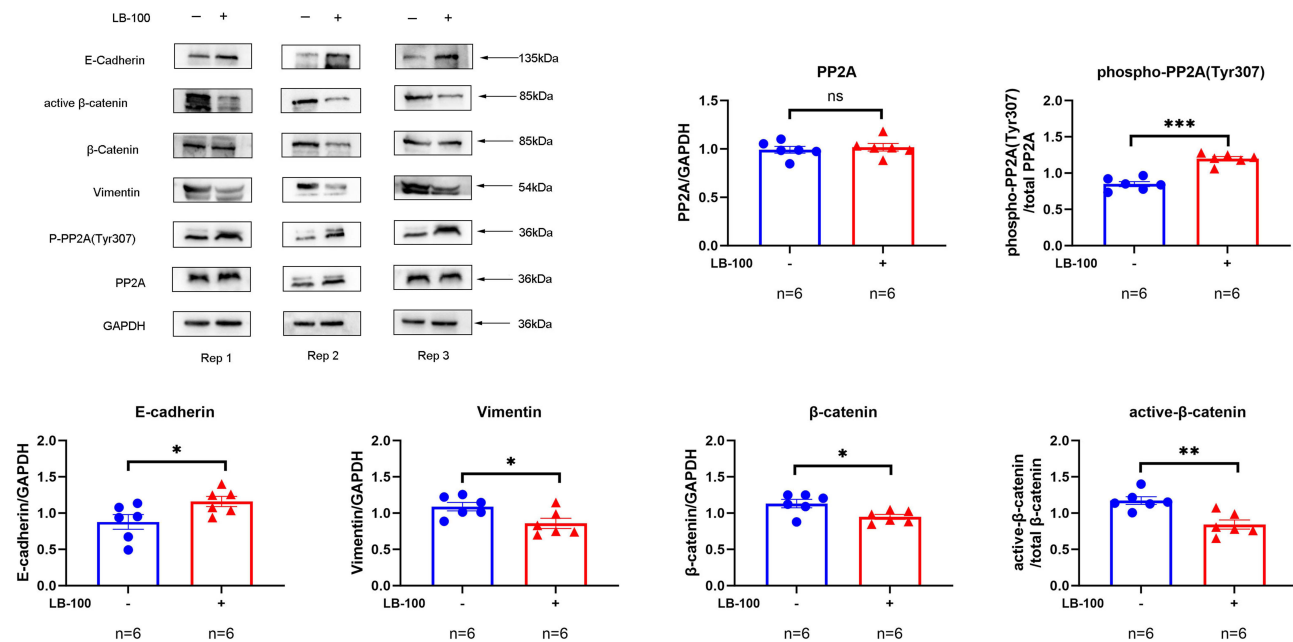 LB-100 – + – + – +
E-Cadherin 135kDa
active β-catenin 85kDa
β-Catenin 85kDa
Vimentin 54kDa
P-PP2A(Tyr307) 36kDa
PP2A 36kDa
GAPDH 36kDa
Rep 1 Rep 2 Rep 3
PP2A
PP2A/GAPDH
1.5
1.0
0.5
0.0
ns
LB-100 - +
n=6 n=6
phospho-PP2A(Tyr307)
phospho-PP2A(Tyr307)
/total PP2A
2.0
1.5
1.0
0.5
0.0
***
LB-100 - +
n=6 n=6
E-cadherin
E-cadherin/GAPDH
2.0
1.5
1.0
0.5
0.0
*
LB-100 - +
n=6 n=6
Vimentin
Vimentin/GAPDH
2.0
1.5
1.0
0.5
0.0
*
LB-100 - +
n=6 n=6
β-catenin
β-catenin/GAPDH)
2.0
1.5
1.0
0.5
0.0
*
LB-100 - +
n=6 n=6
active-β-catenin
active-β-catenin
/total β-catenin
2.0
1.5
1.0
0.5
0.0
**
LB-100 - +
n=6 n=6